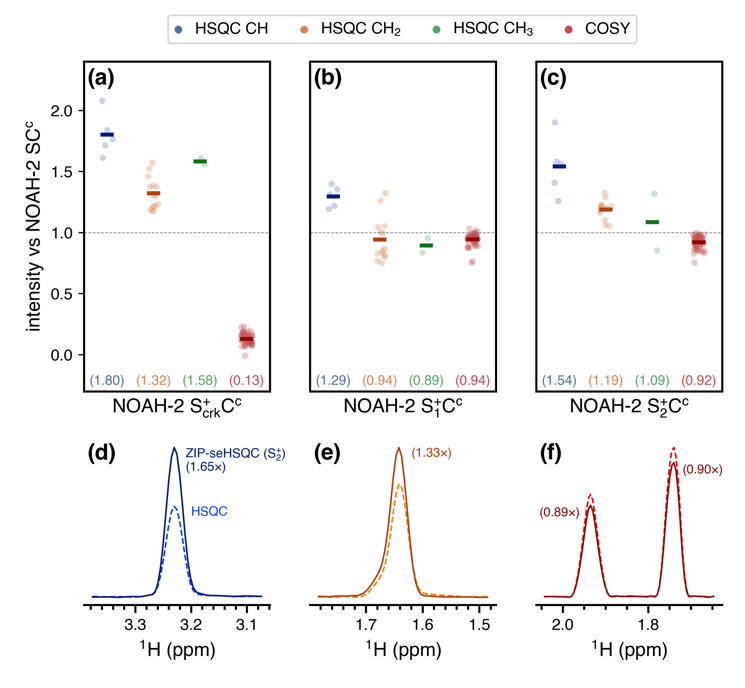 HSQC CH HSQC CH₂ HSQC CH₃ COSY
(a) (b) (c)
intensity vs NOAH-2 SCᶜ
2.0
1.5
1.0
0.5
0.0
(1.80) (1.32) (1.58) (0.13)
(1.29) (0.94) (0.89) (0.94)
(1.54) (1.19) (1.09) (0.92)
NOAH-2 S⁺crkCᶜ
NOAH-2 S⁺₁Cᶜ
NOAH-2 S⁺₂Cᶜ
(d)
ZIP-seHSQC (S⁺₂)
(1.65×)
HSQC
3.3 3.2 3.1
¹H (ppm)
(e)
(1.33×)
1.7 1.6 1.5
¹H (ppm)
(f)
(0.90×)
(0.89×)
2.0 1.8
¹H (ppm)